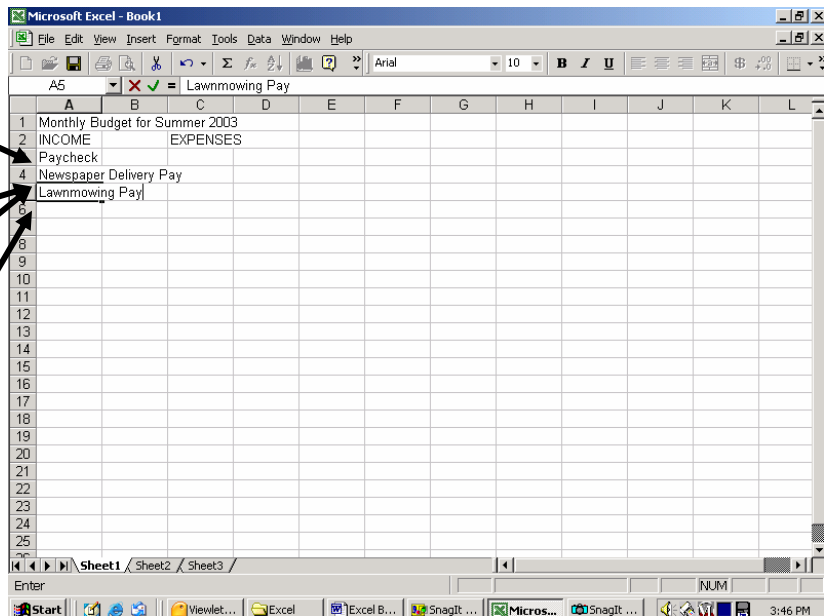 Microsoft Excel - Book1
File Edit View Insert Format Tools Data Window Help
Arial 10 B I U $
A5 = Lawnmowing Pay
A B C D E F G H I J K L
1 Monthly Budget for Summer 2003
2 INCOME EXPENSES
Paycheck
4 Newspaper Delivery Pay
Lawnmowing Pay
6
8
9
10
11
12
13
14
15
16
17
18
19
20
21
22
23
24
25
Sheet1 Sheet2 Sheet3
Enter NUM
Start Viewlet... Excel Excel B... SnagIt ... Micros... SnagIt ... 3:46 PM